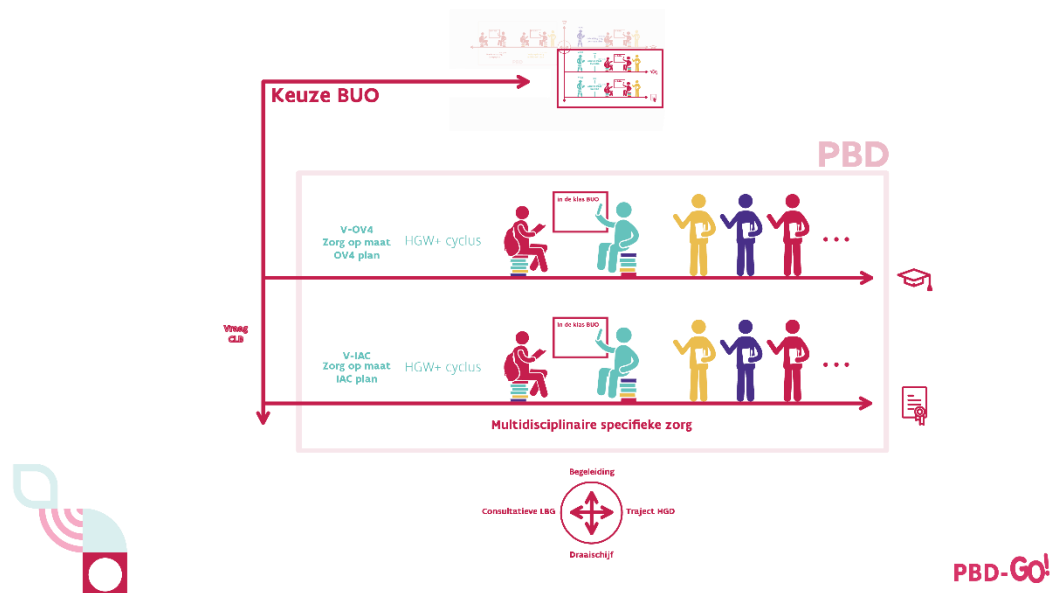 Keuze BUO
PBD
In de klas BUO
V-OV4
Zorg op maat
OV4 plan
HGW+ cyclus
Vraag
CLB
In de klas BUO
V-IAC
Zorg op maat
IAC plan
HGW+ cyclus
Multidisciplinaire specifieke zorg
Begeleiding
Consultatieve LBG
Traject HGD
Draaischijf
PBD-GO!